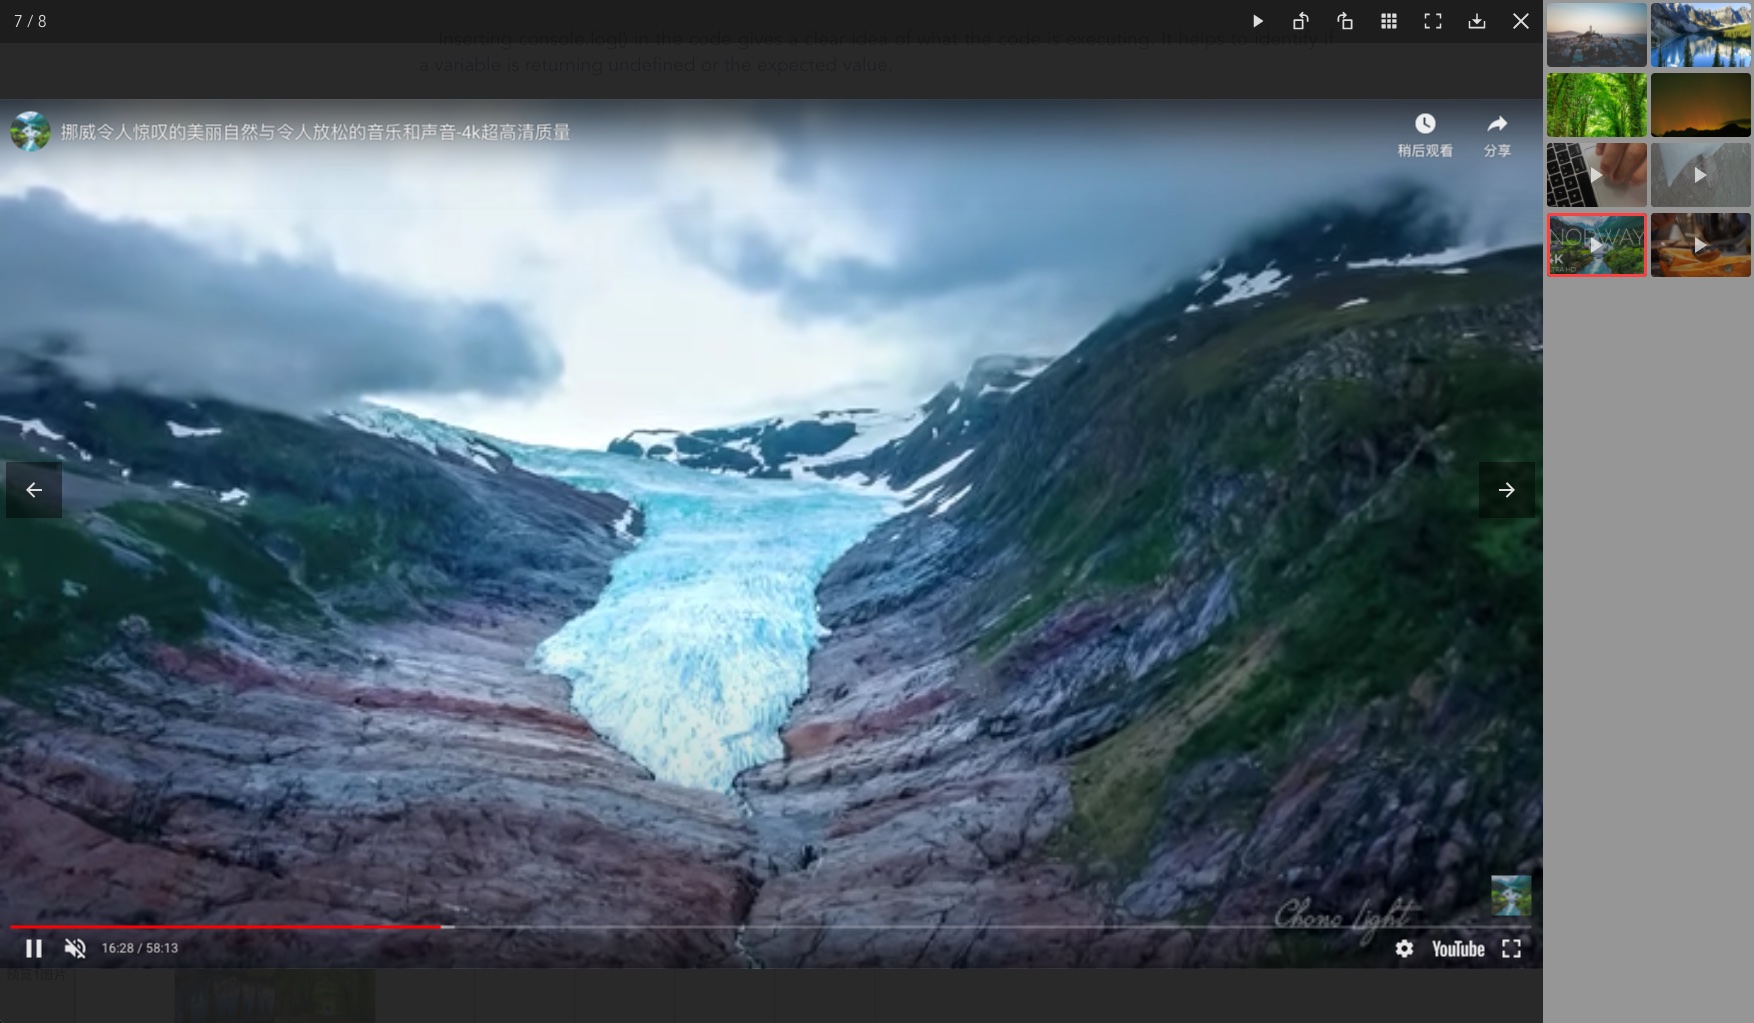 7 / 8
Inserting console.log() in the code gives a clear idea of what the code is executing. It helps to identify if
a variable is returning undefined or the expected value.
挪威令人惊叹的美丽自然与令人放松的音乐和声音-4k超高清质量
稍后观看
分享
NORWAY
Chono Light
16:28 / 58:13
YouTube